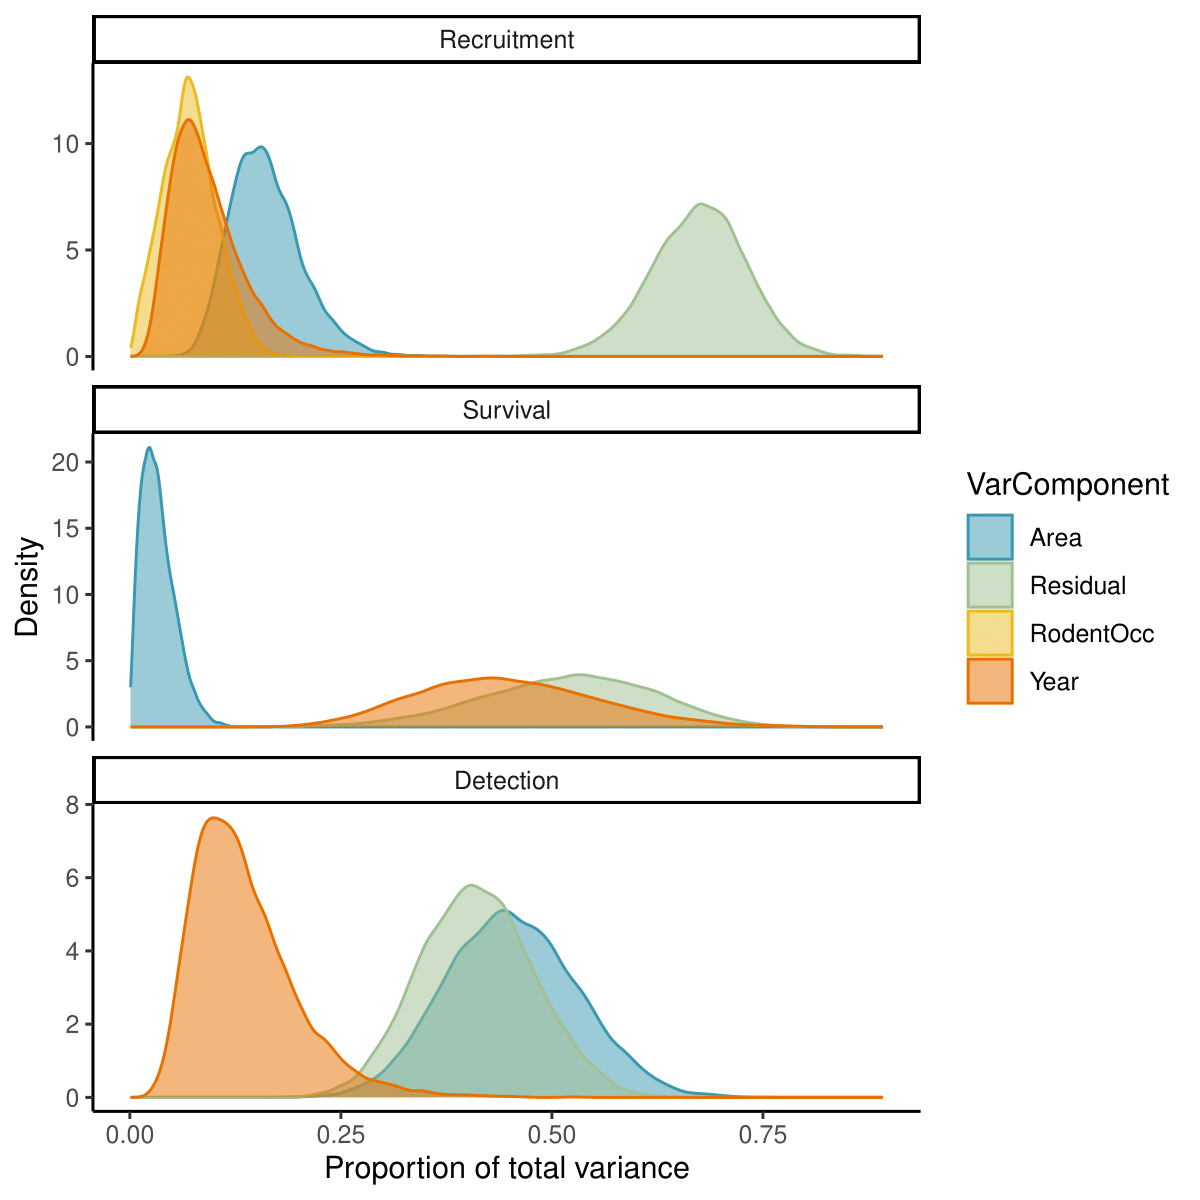 Recruitment
10
5
0
Survival
20
15
10
5
0
Detection
8
6
4
2
0
0.00 0.25 0.50 0.75
Proportion of total variance
Density
VarComponent
Area
Residual
RodentOcc
Year